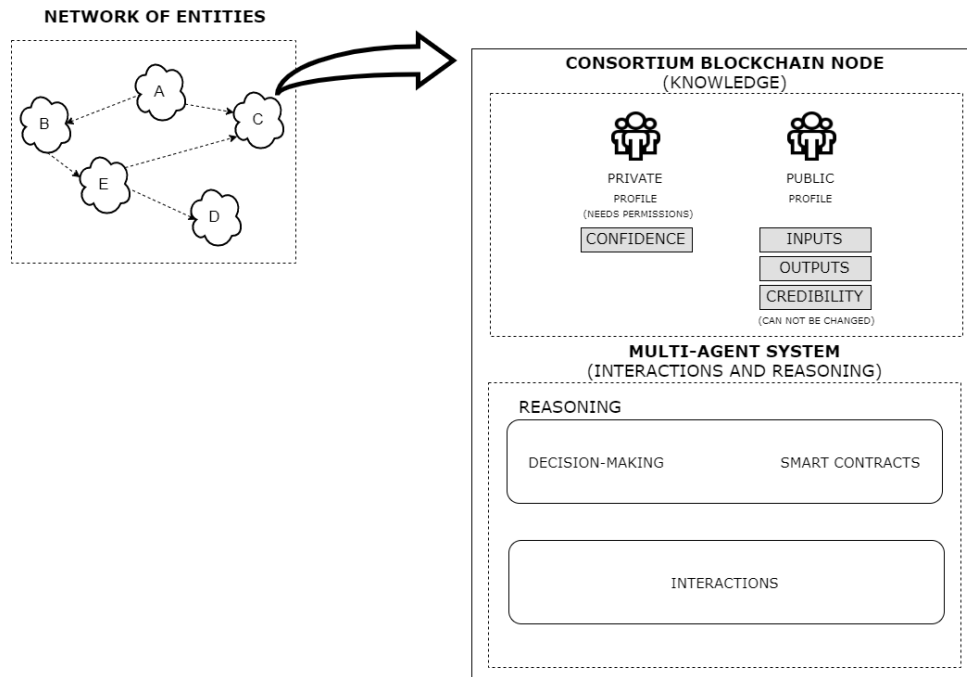 NETWORK OF ENTITIES
A
B
C
E
D
CONSORTIUM BLOCKCHAIN NODE
(KNOWLEDGE)
PRIVATE
PROFILE
(NEEDS PERMISSIONS)
CONFIDENCE
PUBLIC
PROFILE
INPUTS
OUTPUTS
CREDIBILITY
(CAN NOT BE CHANGED)
MULTI-AGENT SYSTEM
(INTERACTIONS AND REASONING)
REASONING
DECISION-MAKING
SMART CONTRACTS
INTERACTIONS